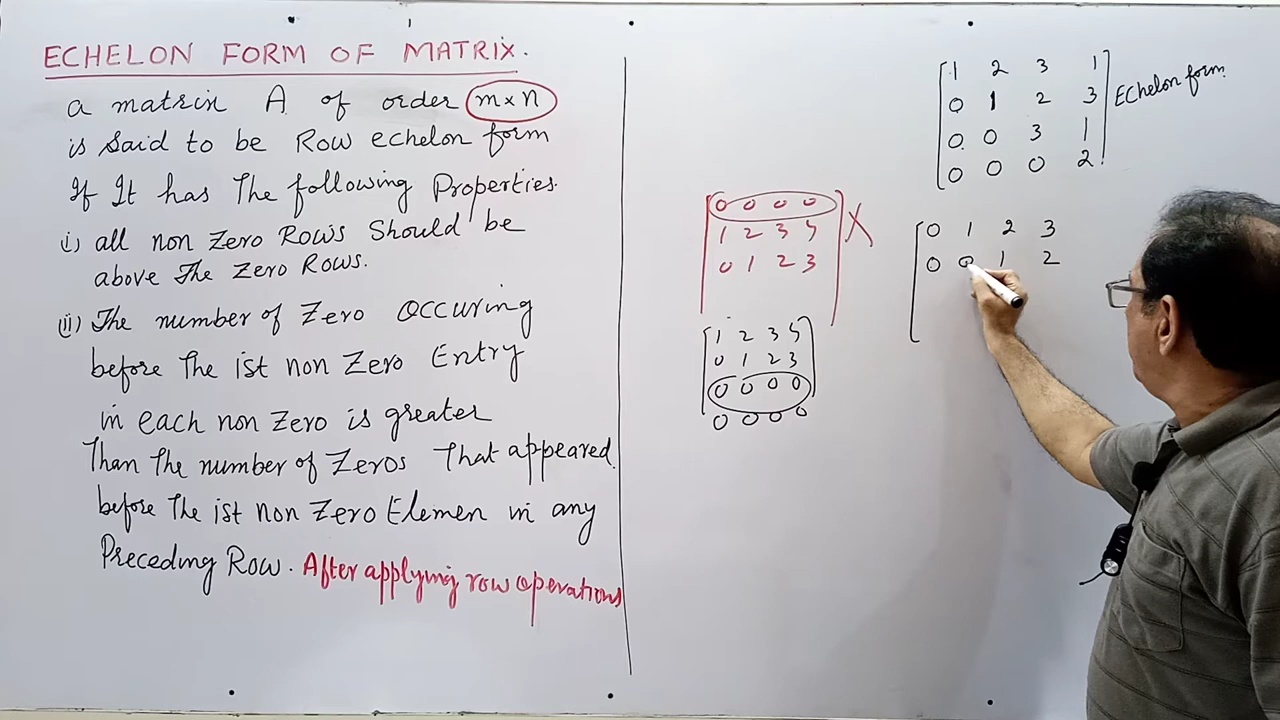 ECHELON FORM OF MATRIX.
a matrix A of order m×n
is said to be Row echelon form
If It has The following Properties.
i) all non Zero Rows Should be
above The Zero Rows.
(ii) The number of Zero OCCURING
before The ist non Zero Entry
in each non Zero is greater
Than The number of Zeros That appeared
before The ist non Zero Elemen in any
Preceding Row. After applying row operations
0 0 0 0 X
1 2 3 5
0 1 2 3
1 2 3 5
0 1 2 3
0 0 0 0
0 0 0 0
1 2 3 1
0 1 2 3 Echelon form
0 0 3 1
0 0 0 2
0 1 2 3
0 0 1 2